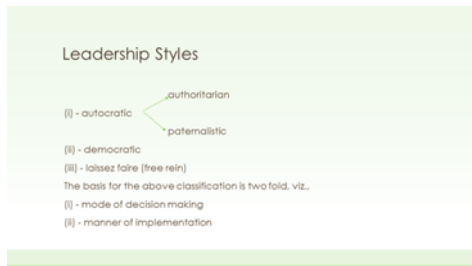 Leadership Styles
authoritarian
(i) - autocratic
paternalistic
(ii) - democratic
(iii) - laissez faire (free rein)
The basis for the above classification is two fold, viz.,
(i) - mode of decision making
(ii) - manner of implementation